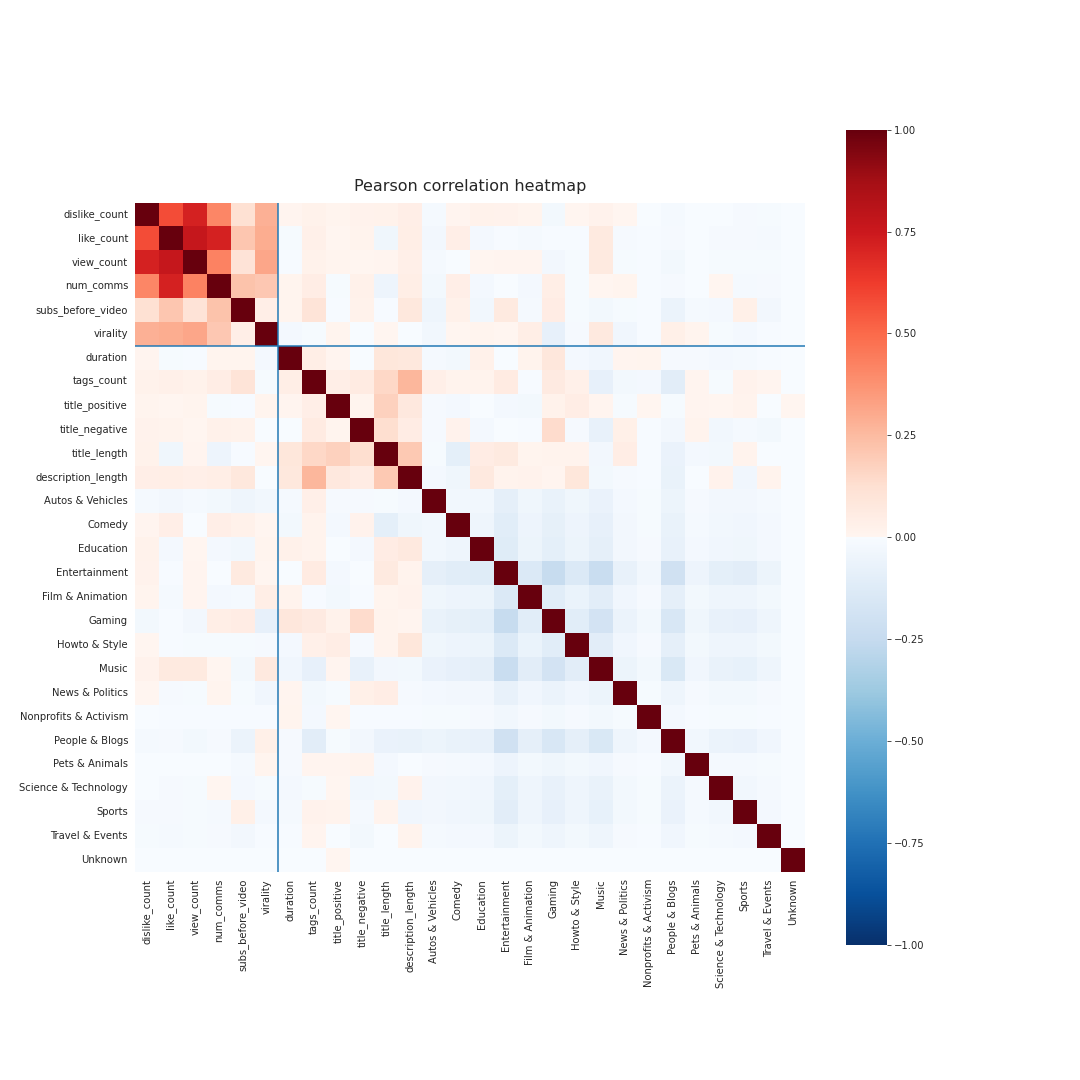 Pearson correlation heatmap
dislike_count
like_count
view_count
num_comms
subs_before_video
virality
duration
tags_count
title_positive
title_negative
title_length
description_length
Autos & Vehicles
Comedy
Education
Entertainment
Film & Animation
Gaming
Howto & Style
Music
News & Politics
Nonprofits & Activism
People & Blogs
Pets & Animals
Science & Technology
Sports
Travel & Events
Unknown
dislike_count
like_count
view_count
num_comms
subs_before_video
virality
duration
tags_count
title_positive
title_negative
title_length
description_length
Autos & Vehicles
Comedy
Education
Entertainment
Film & Animation
Gaming
Howto & Style
Music
News & Politics
Nonprofits & Activism
People & Blogs
Pets & Animals
Science & Technology
Sports
Travel & Events
Unknown
1.00
0.75
0.50
0.25
0.00
−0.25
−0.50
−0.75
−1.00